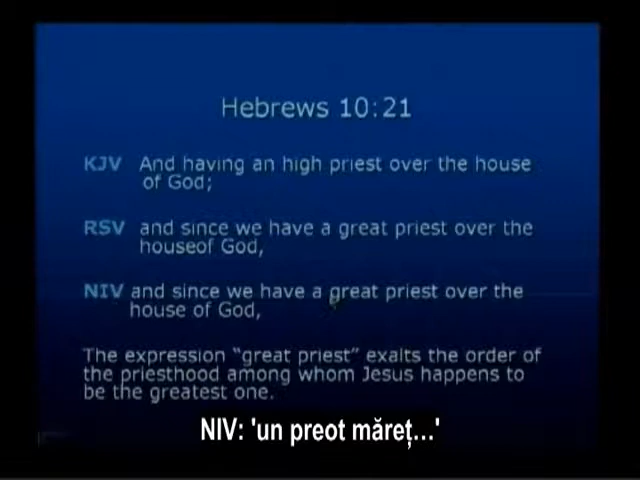 Hebrews 10:21
KJV And having an high priest over the house
of God;
RSV and since we have a great priest over the
houseof God,
NIV and since we have a great priest over the
house of God,
The expression "great priest" exalts the order of
the priesthood among whom Jesus happens to
be the greatest one.
NIV: 'un preot măreț...'